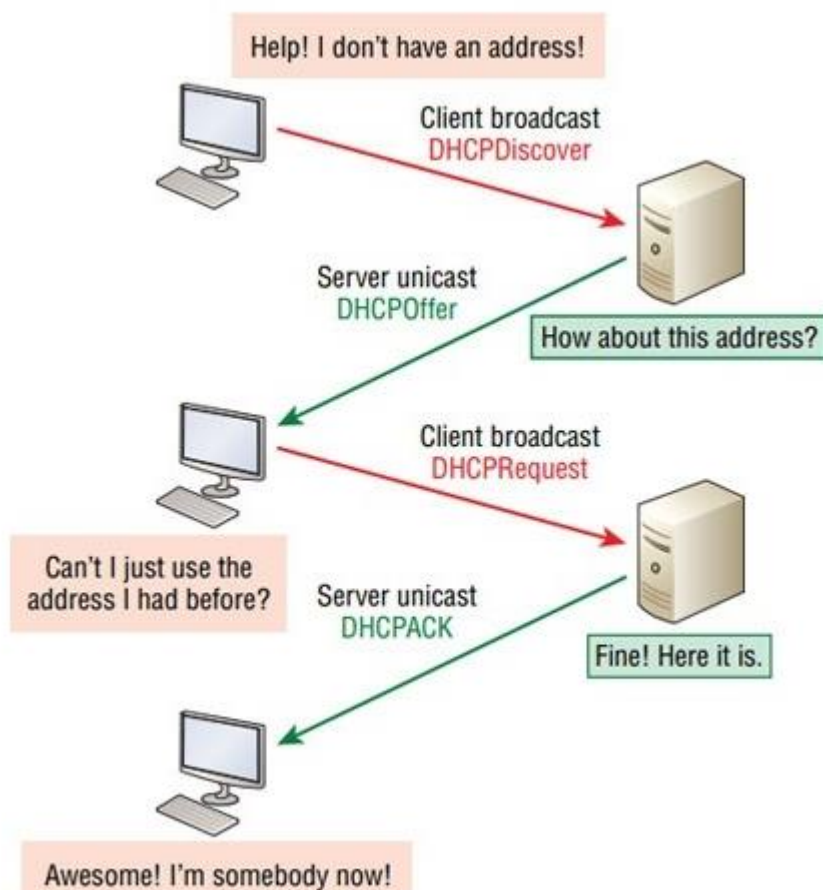 Help! I don't have an address!
Client broadcast
DHCPDiscover
Server unicast
DHCPOffer
How about this address?
Client broadcast
DHCPRequest
Can't I just use the
address I had before?
Server unicast
DHCPACK
Fine! Here it is.
Awesome! I'm somebody now!